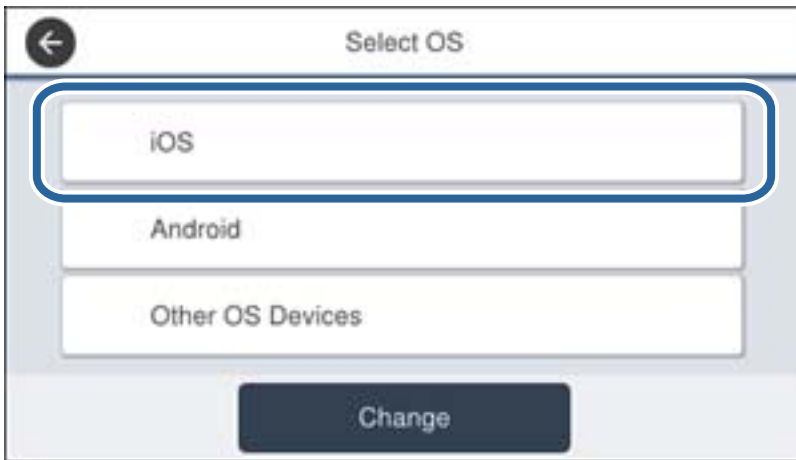 Select OS
iOS
Android
Other OS Devices
Change